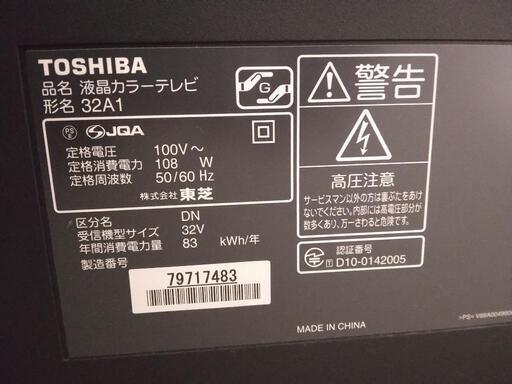 TOSHIBA
品名 液晶カラーテレビ
形名 32A1
G
PS
E
JQA
定格電圧 100V～
定格消費電力 108 W
定格周波数 50/60 Hz
株式会社 東芝
区分名 DN
受信機型サイズ 32V
年間消費電力量 83 kWh/年
製造番号
79717483
警告
高圧注意
サービスマン以外の方は裏ぶたをあけ
ないでください。内部には高電圧部分が
数多くあり、万一さわると危険です。
認証番号
T D10-0142005
MADE IN CHINA
>PS<